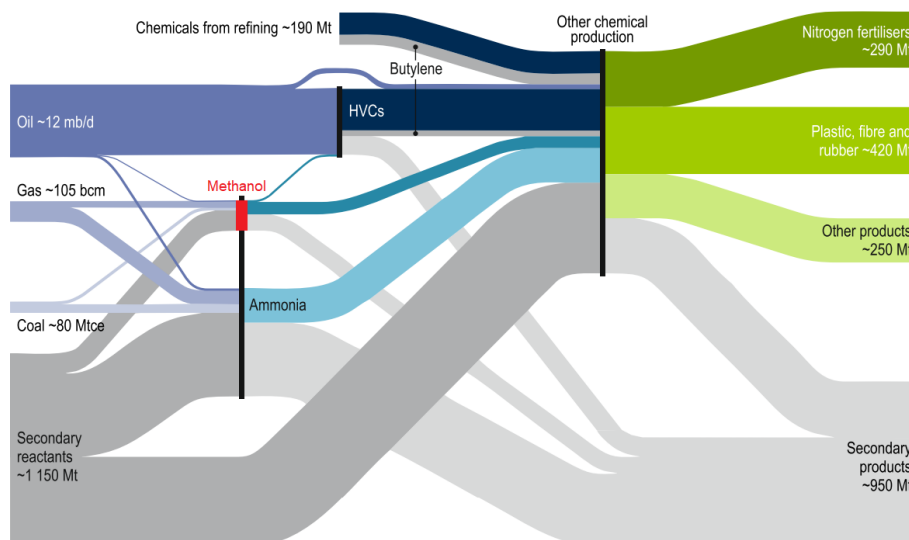 Chemicals from refining ~190 Mt
Other chemical
production
Nitrogen fertilisers
~290 Mt
Butylene
Oil ~12 mb/d
HVCs
Plastic, fibre and
rubber ~420 Mt
Gas ~105 bcm
Methanol
Other products
~250 Mt
Ammonia
Coal ~80 Mtce
Secondary
reactants
~1 150 Mt
Secondary
products
~950 Mt